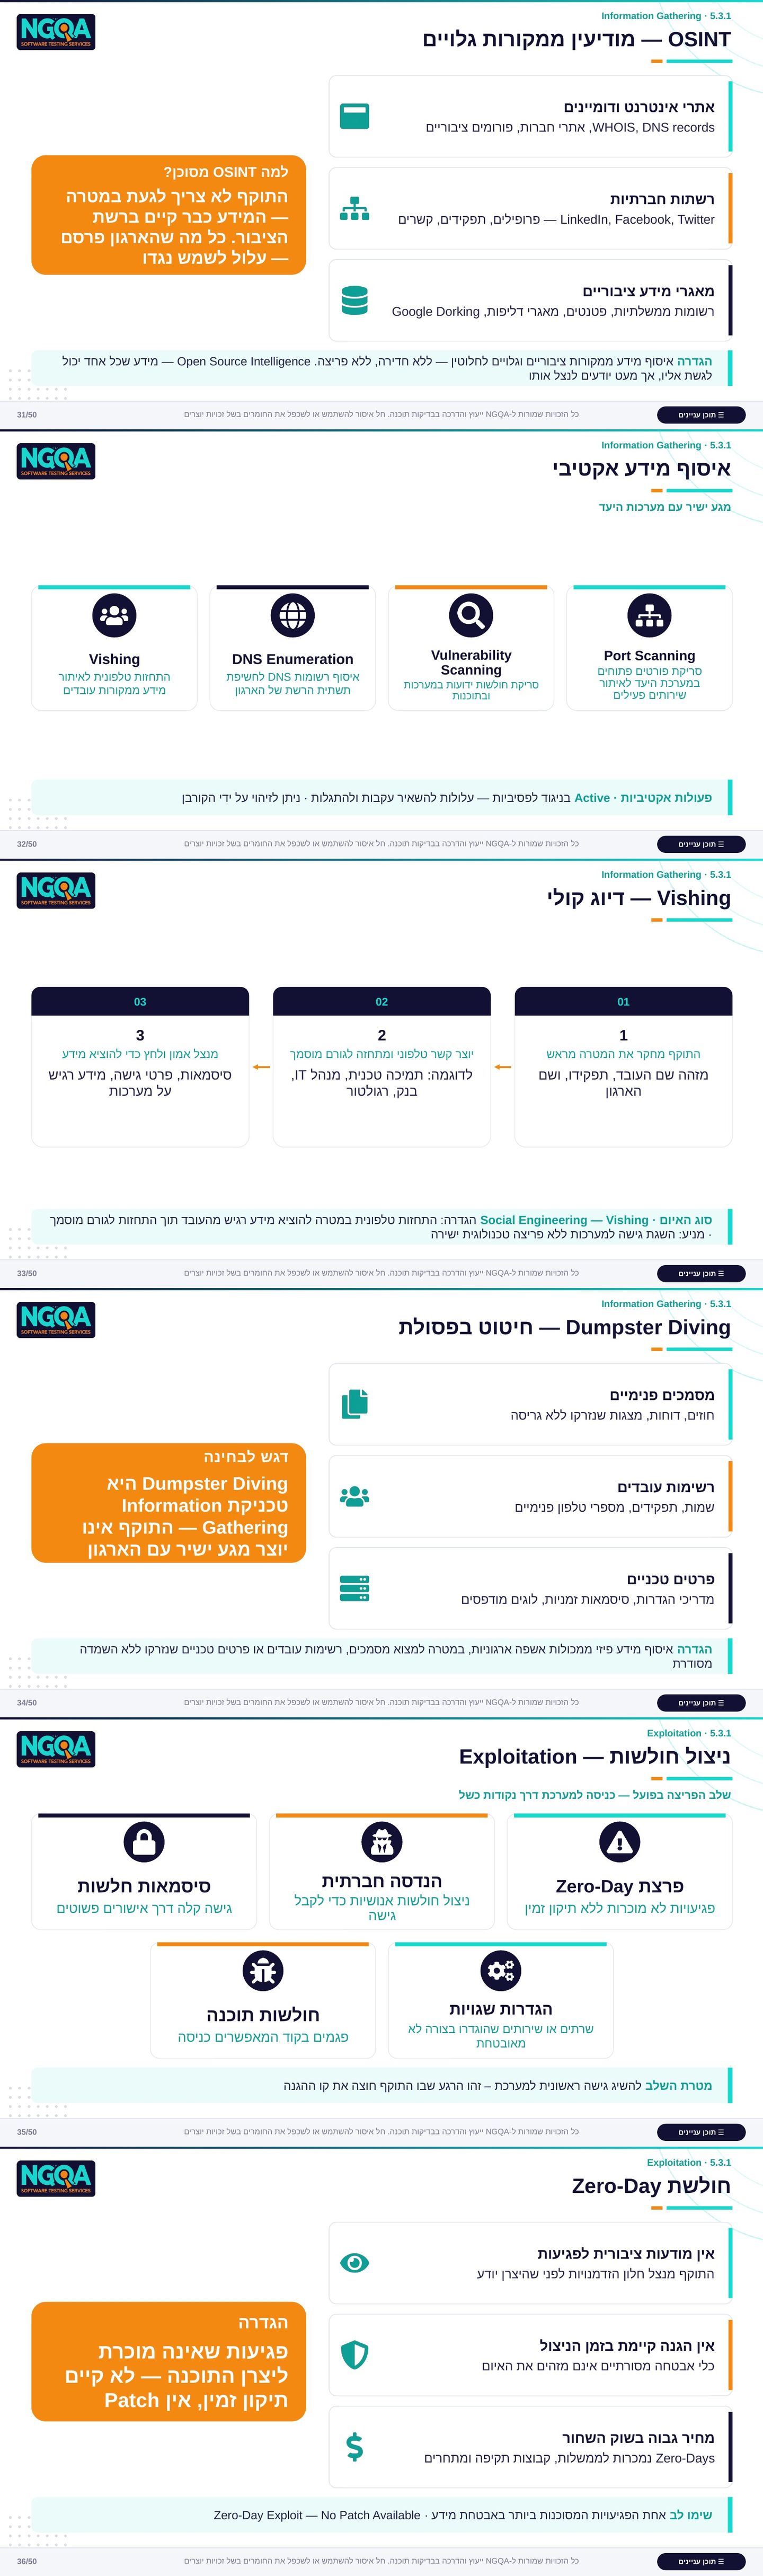 Information Gathering · 5.3.1
NGQA
SOFTWARE TESTING SERVICES
OSINT — מודיעין ממקורות גלויים
אתרי אינטרנט ודומיינים
WHOIS, DNS records, אתרי חברות, פורומים ציבוריים
רשתות חברתיות
LinkedIn, Facebook, Twitter — פרופילים, תפקידים, קשרים
מאגרי מידע ציבוריים
רשומות ממשלתיות, פטנטים, מאגרי דליפות, Google Dorking
למה OSINT מסוכן?
התוקף לא צריך לגעת במטרה
— המידע כבר קיים ברשת
הציבור. כל מה שהארגון פרסם
— עלול לשמש נגדו
הגדרה איסוף מידע ממקורות ציבוריים וגלויים לחלוטין — ללא חדירה, ללא פריצה. Open Source Intelligence — מידע שכל אחד יכול
לגשת אליו, אך מעט יודעים לנצל אותו
☰ תוכן עניינים
כל הזכויות שמורות ל-NGQA ייעוץ והדרכה בבדיקות תוכנה. חל איסור להשתמש או לשכפל את החומרים בשל זכויות יוצרים
31/50
Information Gathering · 5.3.1
NGQA
SOFTWARE TESTING SERVICES
איסוף מידע אקטיבי
מגע ישיר עם מערכות היעד
Port Scanning
סריקת פורטים פתוחים
במערכת היעד לאיתור
שירותים פעילים
Vulnerability
Scanning
סריקת חולשות ידועות במערכות
ובתוכנות
DNS Enumeration
איסוף רשומות DNS לחשיפת
תשתית הרשת של הארגון
Vishing
התחזות טלפונית לאיתור
מידע ממקורות עובדים
פעולות אקטיביות · Active בניגוד לפסיביות — עלולות להשאיר עקבות ולהתגלות · ניתן לזיהוי על ידי הקורבן
☰ תוכן עניינים
כל הזכויות שמורות ל-NGQA ייעוץ והדרכה בבדיקות תוכנה. חל איסור להשתמש או לשכפל את החומרים בשל זכויות יוצרים
32/50
Information Gathering · 5.3.1
NGQA
SOFTWARE TESTING SERVICES
Vishing — דיוג קולי
01
1
התוקף מחקר את המטרה מראש
מזהה שם העובד, תפקידו, ושם
הארגון
02
2
יוצר קשר טלפוני ומתחזה לגורם מוסמך
לדוגמה: תמיכה טכנית, מנהל IT,
בנק, רגולטור
03
3
מנצל אמון ולחץ כדי להוציא מידע
סיסמאות, פרטי גישה, מידע רגיש
על מערכות
סוג האיום · Social Engineering — Vishing הגדרה: התחזות טלפונית במטרה להוציא מידע רגיש מהעובד תוך התחזות לגורם מוסמך
· מניע: השגת גישה למערכות ללא פריצה טכנולוגית ישירה
☰ תוכן עניינים
כל הזכויות שמורות ל-NGQA ייעוץ והדרכה בבדיקות תוכנה. חל איסור להשתמש או לשכפל את החומרים בשל זכויות יוצרים
33/50
Information Gathering · 5.3.1
NGQA
SOFTWARE TESTING SERVICES
Dumpster Diving — חיטוט בפסולת
מסמכים פנימיים
חוזים, דוחות, מצגות שנזרקו ללא גריסה
רשימות עובדים
שמות, תפקידים, מספרי טלפון פנימיים
פרטים טכניים
מדריכי הגדרות, סיסמאות זמניות, לוגים מודפסים
דגש לבחינה
Dumpster Diving היא
טכניקת Information
Gathering — התוקף אינו
יוצר מגע ישיר עם הארגון
הגדרה איסוף מידע פיזי ממכולות אשפה ארגוניות, במטרה למצוא מסמכים, רשימות עובדים או פרטים טכניים שנזרקו ללא השמדה
מסודרת
☰ תוכן עניינים
כל הזכויות שמורות ל-NGQA ייעוץ והדרכה בבדיקות תוכנה. חל איסור להשתמש או לשכפל את החומרים בשל זכויות יוצרים
34/50
Exploitation · 5.3.1
NGQA
SOFTWARE TESTING SERVICES
ניצול חולשות — Exploitation
שלב הפריצה בפועל — כניסה למערכת דרך נקודות כשל
פרצת Zero-Day
פגיעויות לא מוכרות ללא תיקון זמין
הנדסה חברתית
ניצול חולשות אנושיות כדי לקבל
גישה
סיסמאות חלשות
גישה קלה דרך אישורים פשוטים
הגדרות שגויות
שרתים או שירותים שהוגדרו בצורה לא
מאובטחת
חולשות תוכנה
פגמים בקוד המאפשרים כניסה
מטרת השלב להשיג גישה ראשונית למערכת – זהו הרגע שבו התוקף חוצה את קו ההגנה
☰ תוכן עניינים
כל הזכויות שמורות ל-NGQA ייעוץ והדרכה בבדיקות תוכנה. חל איסור להשתמש או לשכפל את החומרים בשל זכויות יוצרים
35/50
Exploitation · 5.3.1
NGQA
SOFTWARE TESTING SERVICES
חולשת Zero-Day
אין מודעות ציבורית לפגיעות
התוקף מנצל חלון הזדמנויות לפני שהיצרן יודע
אין הגנה קיימת בזמן הניצול
כלי אבטחה מסורתיים אינם מזהים את האיום
מחיר גבוה בשוק השחור
Zero-Days נמכרות לממשלות, קבוצות תקיפה ומתחרים
הגדרה
פגיעות שאינה מוכרת
ליצרן התוכנה — לא קיים
תיקון זמין, אין Patch
שימו לב אחת הפגיעויות המסוכנות ביותר באבטחת מידע · Zero-Day Exploit — No Patch Available
☰ תוכן עניינים
כל הזכויות שמורות ל-NGQA ייעוץ והדרכה בבדיקות תוכנה. חל איסור להשתמש או לשכפל את החומרים בשל זכויות יוצרים
36/50